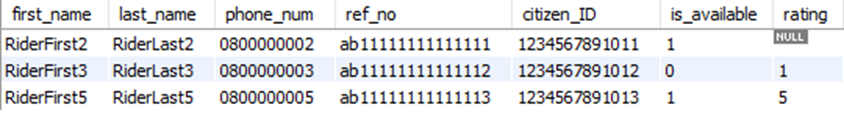 first_name last_name phone_num ref_no citizen_ID is_available rating
RiderFirst2 RiderLast2 0800000002 ab11111111111111 1234567891011 1 NULL
RiderFirst3 RiderLast3 0800000003 ab11111111111112 1234567891012 0 1
RiderFirst5 RiderLast5 0800000005 ab11111111111113 1234567891013 1 5